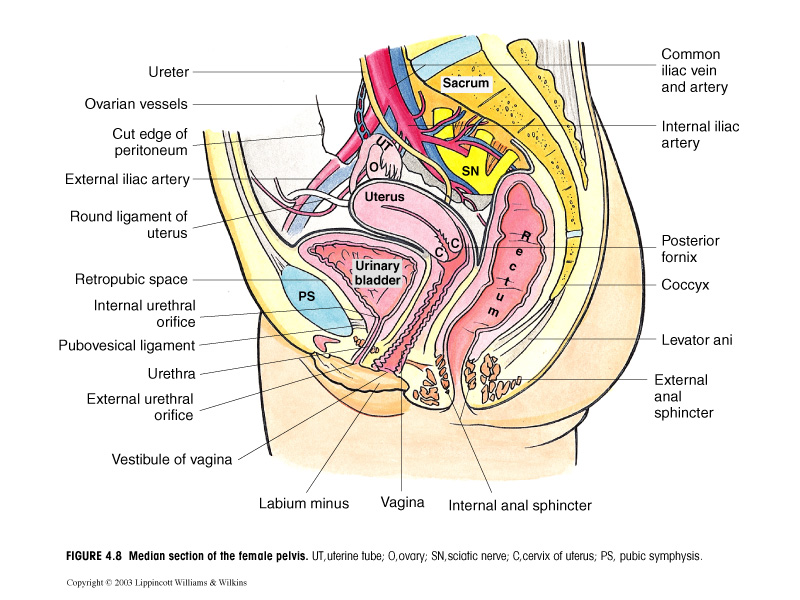 Ureter
Ovarian vessels
Cut edge of
peritoneum
External iliac artery
Round ligament of
uterus
Retropubic space
Internal urethral
orifice
Pubovesical ligament
Urethra
External urethral
orifice
Vestibule of vagina
Labium minus
Vagina
Internal anal sphincter
Common
iliac vein
and artery
Internal iliac
artery
Posterior
fornix
Coccyx
Levator ani
External
anal
sphincter
Sacrum
UT
O
SN
Uterus
C
C
Urinary
bladder
PS
Rectum
FIGURE 4.8 Median section of the female pelvis. UT, uterine tube; O, ovary; SN, sciatic nerve; C, cervix of uterus; PS, pubic symphysis.
Copyright © 2003 Lippincott Williams & Wilkins